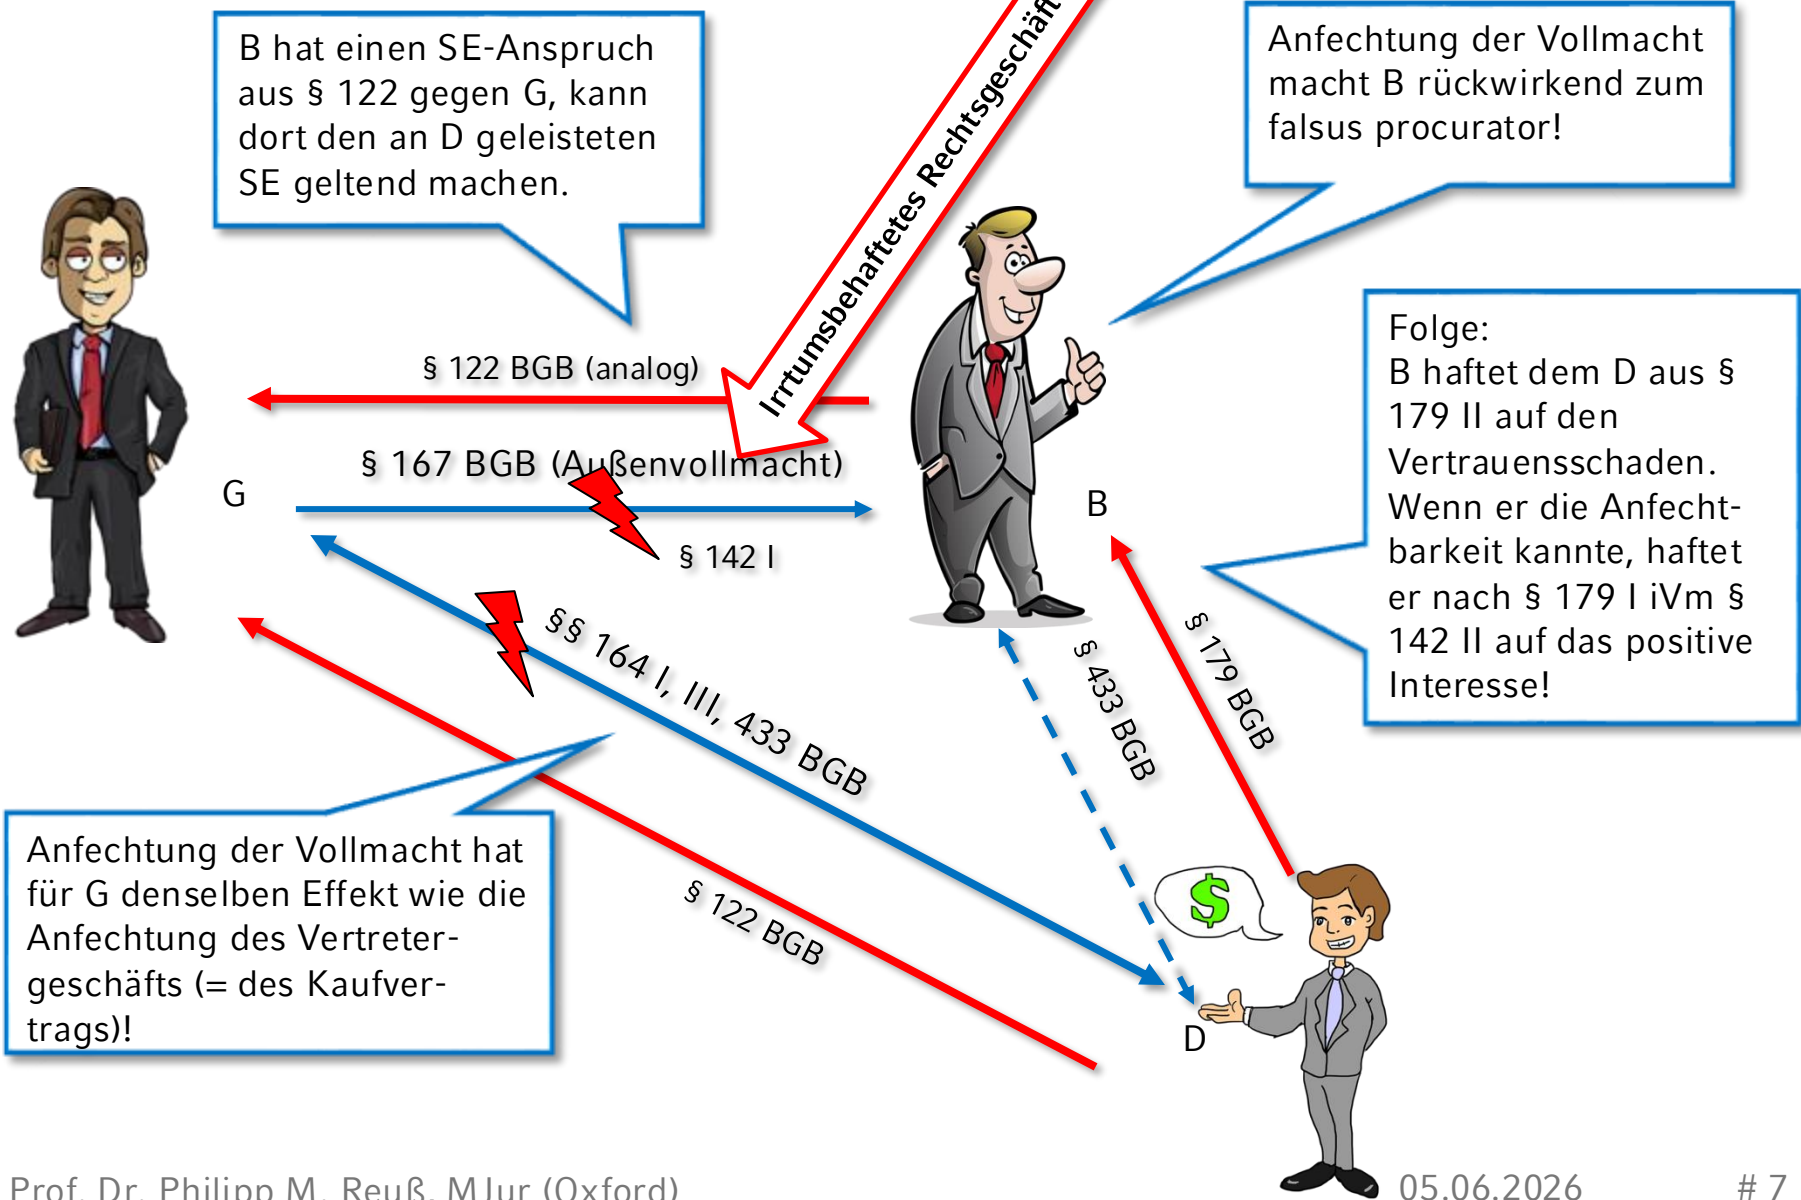 B hat einen SE-Anspruch
aus § 122 gegen G, kann
dort den an D geleisteten
SE geltend machen.
Irrtumsbehaftetes Rechtsgeschäft
Anfechtung der Vollmacht
macht B rückwirkend zum
falsus procurator!
Folge:
B haftet dem D aus §
179 II auf den
Vertrauensschaden.
Wenn er die Anfecht-
barkeit kannte, haftet
er nach § 179 I iVm §
142 II auf das positive
Interesse!
§ 122 BGB (analog)
§ 167 BGB (Außenvollmacht)
G
B
§ 142 I
§§ 164 I, III, 433 BGB
§ 433 BGB
§ 179 BGB
Anfechtung der Vollmacht hat
für G denselben Effekt wie die
Anfechtung des Vertreter-
geschäfts (= des Kaufver-
trags)!
§ 122 BGB
$
D
Prof. Dr. Philipp M. Reuß, MJur (Oxford)
05.06.2026
# 7